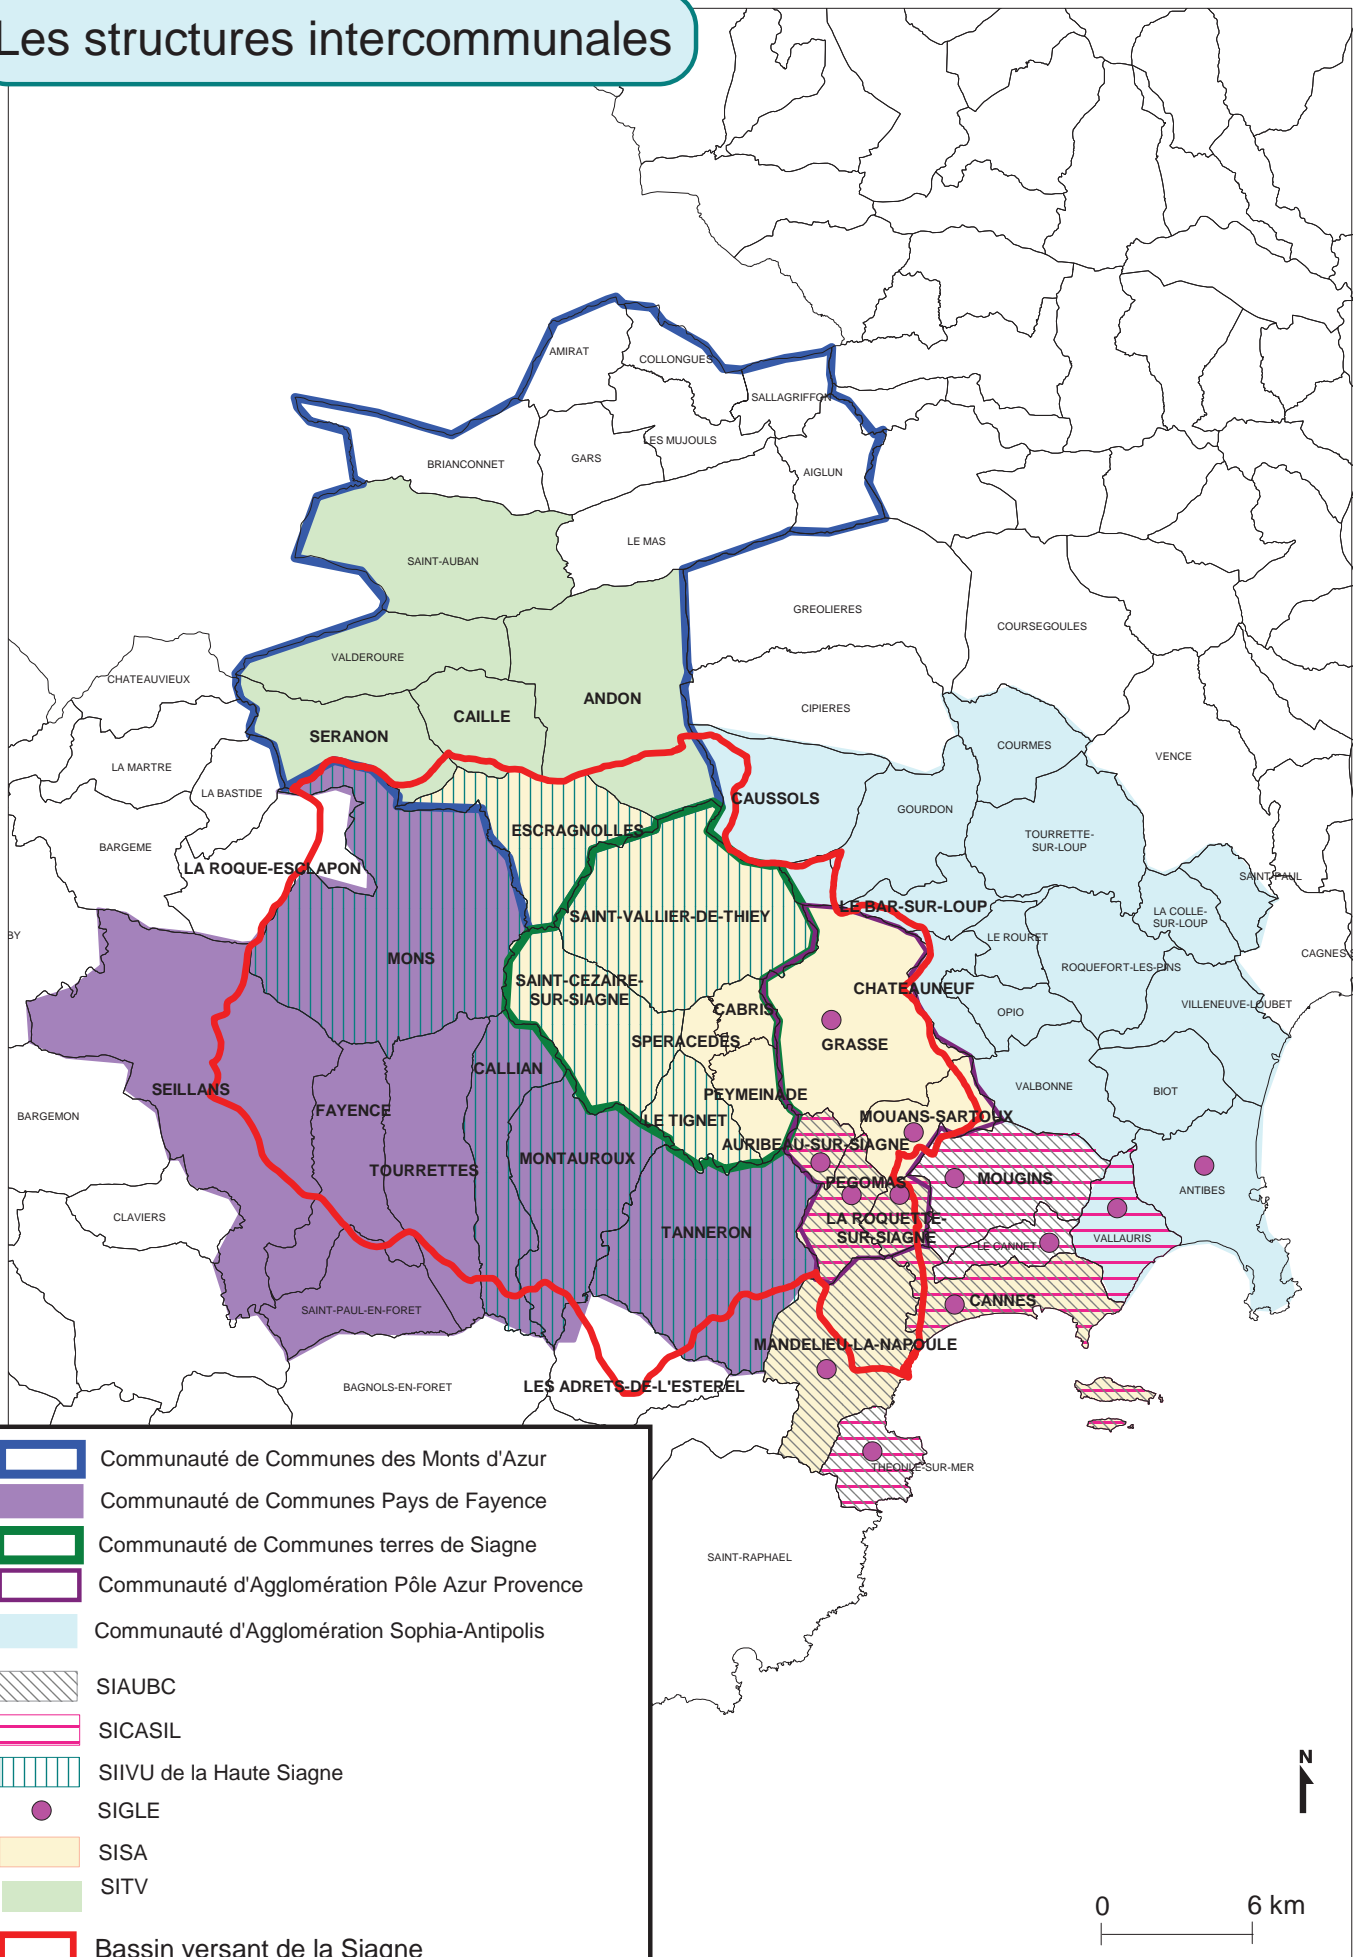 Les structures intercommunales
AMIRAT
COLLONGUES
SALLAGRIFFON
LES MUJOULS
BRIANCONNET
GARS
AIGLUN
LE MAS
SAINT-AUBAN
GREOLIERES
COURSEGOULES
VALDEROURE
CHATEAUVIEUX
ANDON
CIPIERES
CAILLE
SERANON
COURMES
VENCE
LA MARTRE
LA BASTIDE
CAUSSOLS
GOURDON
ESCRAGNOLLES
TOURRETTE-
SUR-LOUP
BARGEME
LA ROQUE-ESCLAPON
SAINT-PAUL
LE BAR-SUR-LOUP
SAINT-VALLIER-DE-THIEY
LA COLLE-
SUR-LOUP
BY
LE ROURET
CAGNES-S
MONS
ROQUEFORT-LES-PINS
SAINT-CEZAIRE-
SUR-SIAGNE
CHATEAUNEUF
VILLENEUVE-LOUBET
CABRIS
OPIO
SPERACEDES
GRASSE
CALLIAN
SEILLANS
VALBONNE
BIOT
PEYMEINADE
FAYENCE
BARGEMON
LE TIGNET
MOUANS-SARTOUX
AURIBEAU-SUR-SIAGNE
MONTAUROUX
TOURRETTES
MOUGINS
PEGOMAS
ANTIBES
CLAVIERS
LA ROQUETTE-
SUR-SIAGNE
TANNERON
VALLAURIS
LE CANNET
CANNES
SAINT-PAUL-EN-FORET
MANDELIEU-LA-NAPOULE
BAGNOLS-EN-FORET
LES ADRETS-DE-L'ESTEREL
THEOULE-SUR-MER
SAINT-RAPHAEL
Communauté de Communes des Monts d'Azur
Communauté de Communes Pays de Fayence
Communauté de Communes terres de Siagne
Communauté d'Agglomération Pôle Azur Provence
Communauté d'Agglomération Sophia-Antipolis
SIAUBC
SICASIL
SIIVU de la Haute Siagne
SIGLE
SISA
SITV
Bassin versant de la Siagne
N
0 6 km